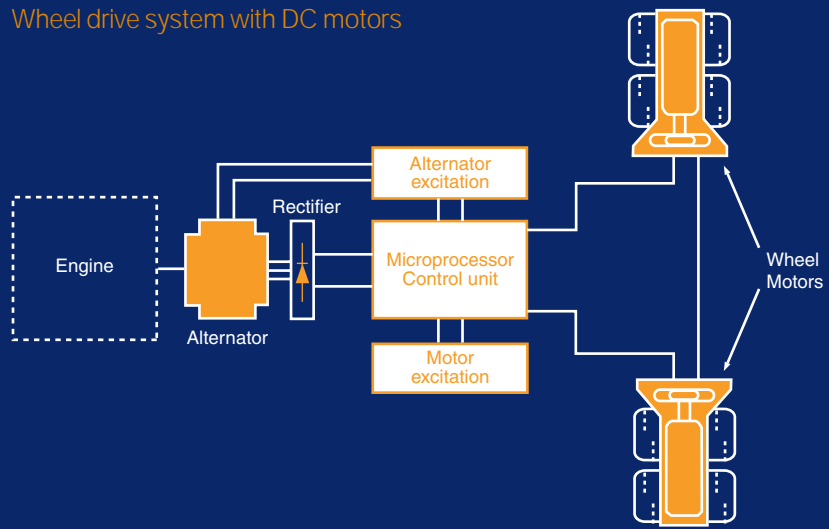 Wheel drive system with DC motors
Alternator
excitation
Rectifier
Engine
Microprocessor
Control unit
Wheel
Motors
Alternator
Motor
excitation